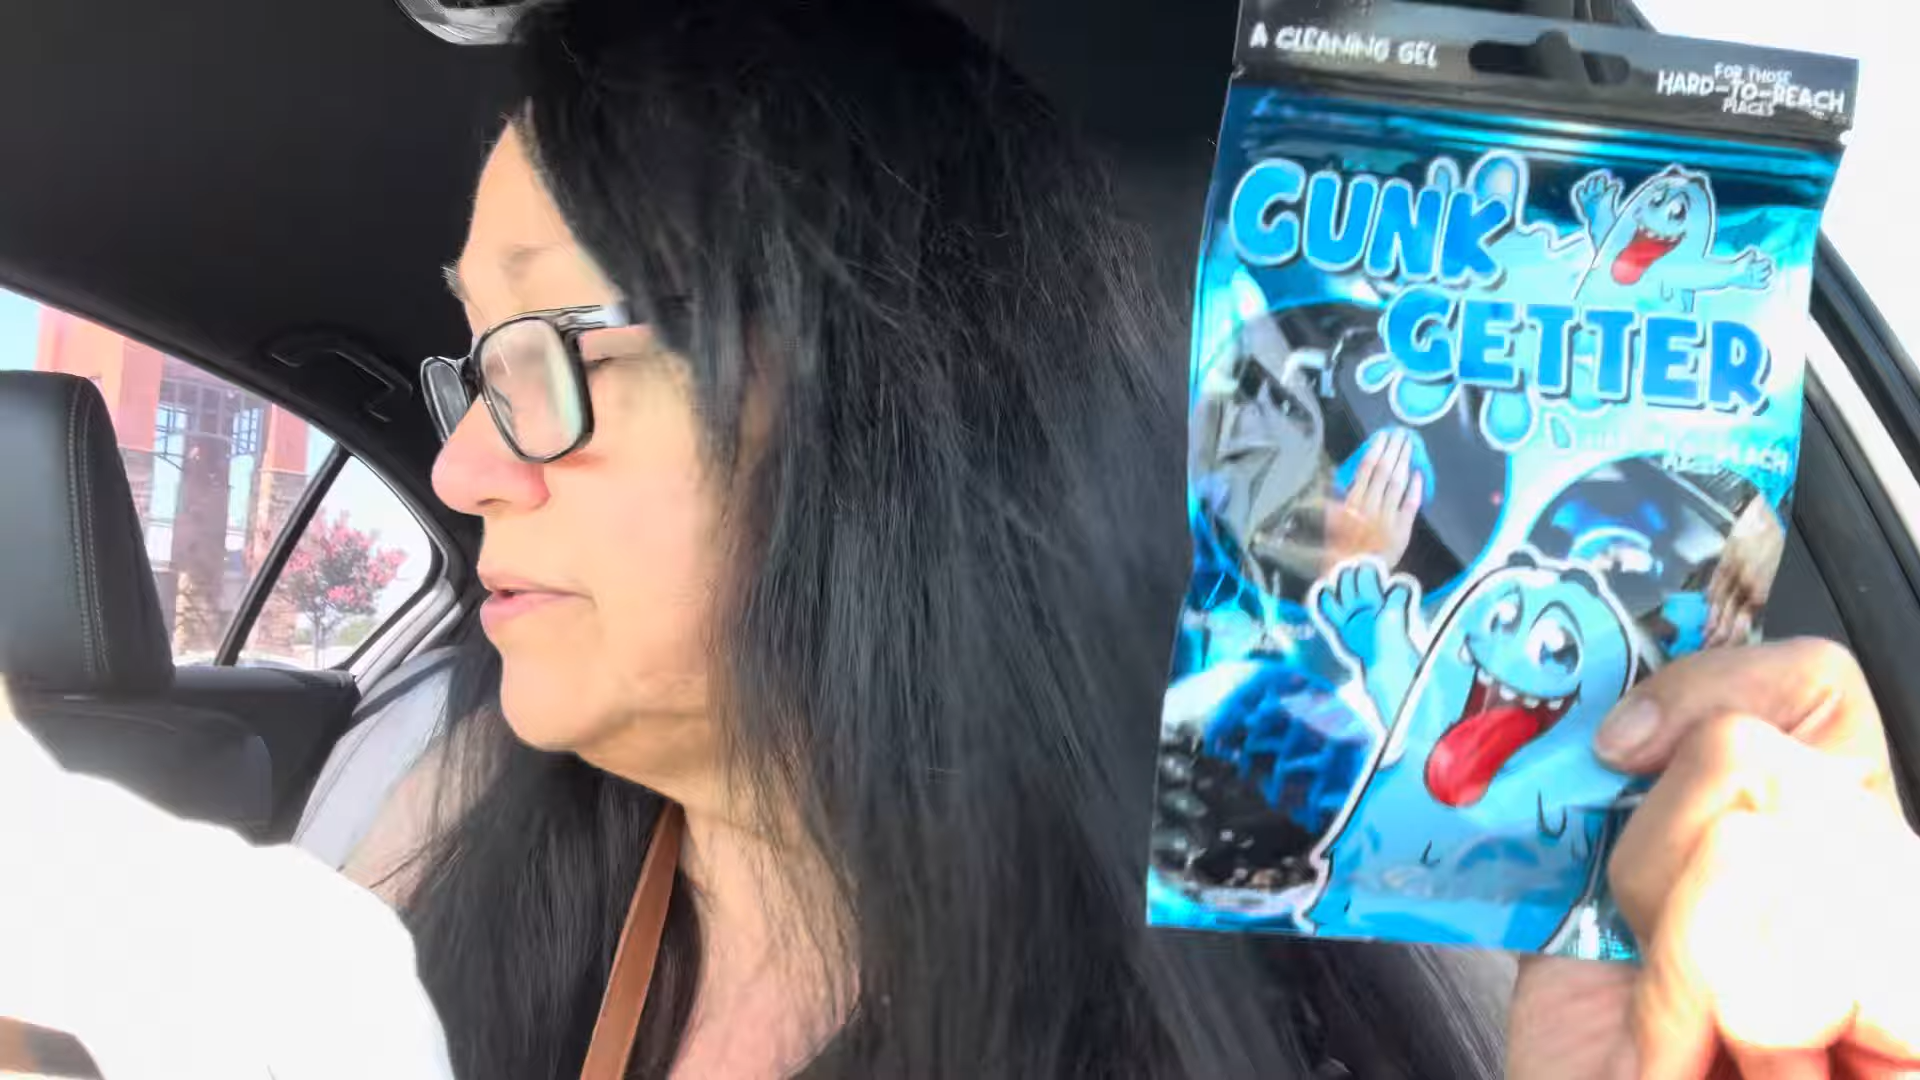 A CLEANING GEL
FOR THOSE
HARD-TO-REACH
PLACES
GUNK
GETTER